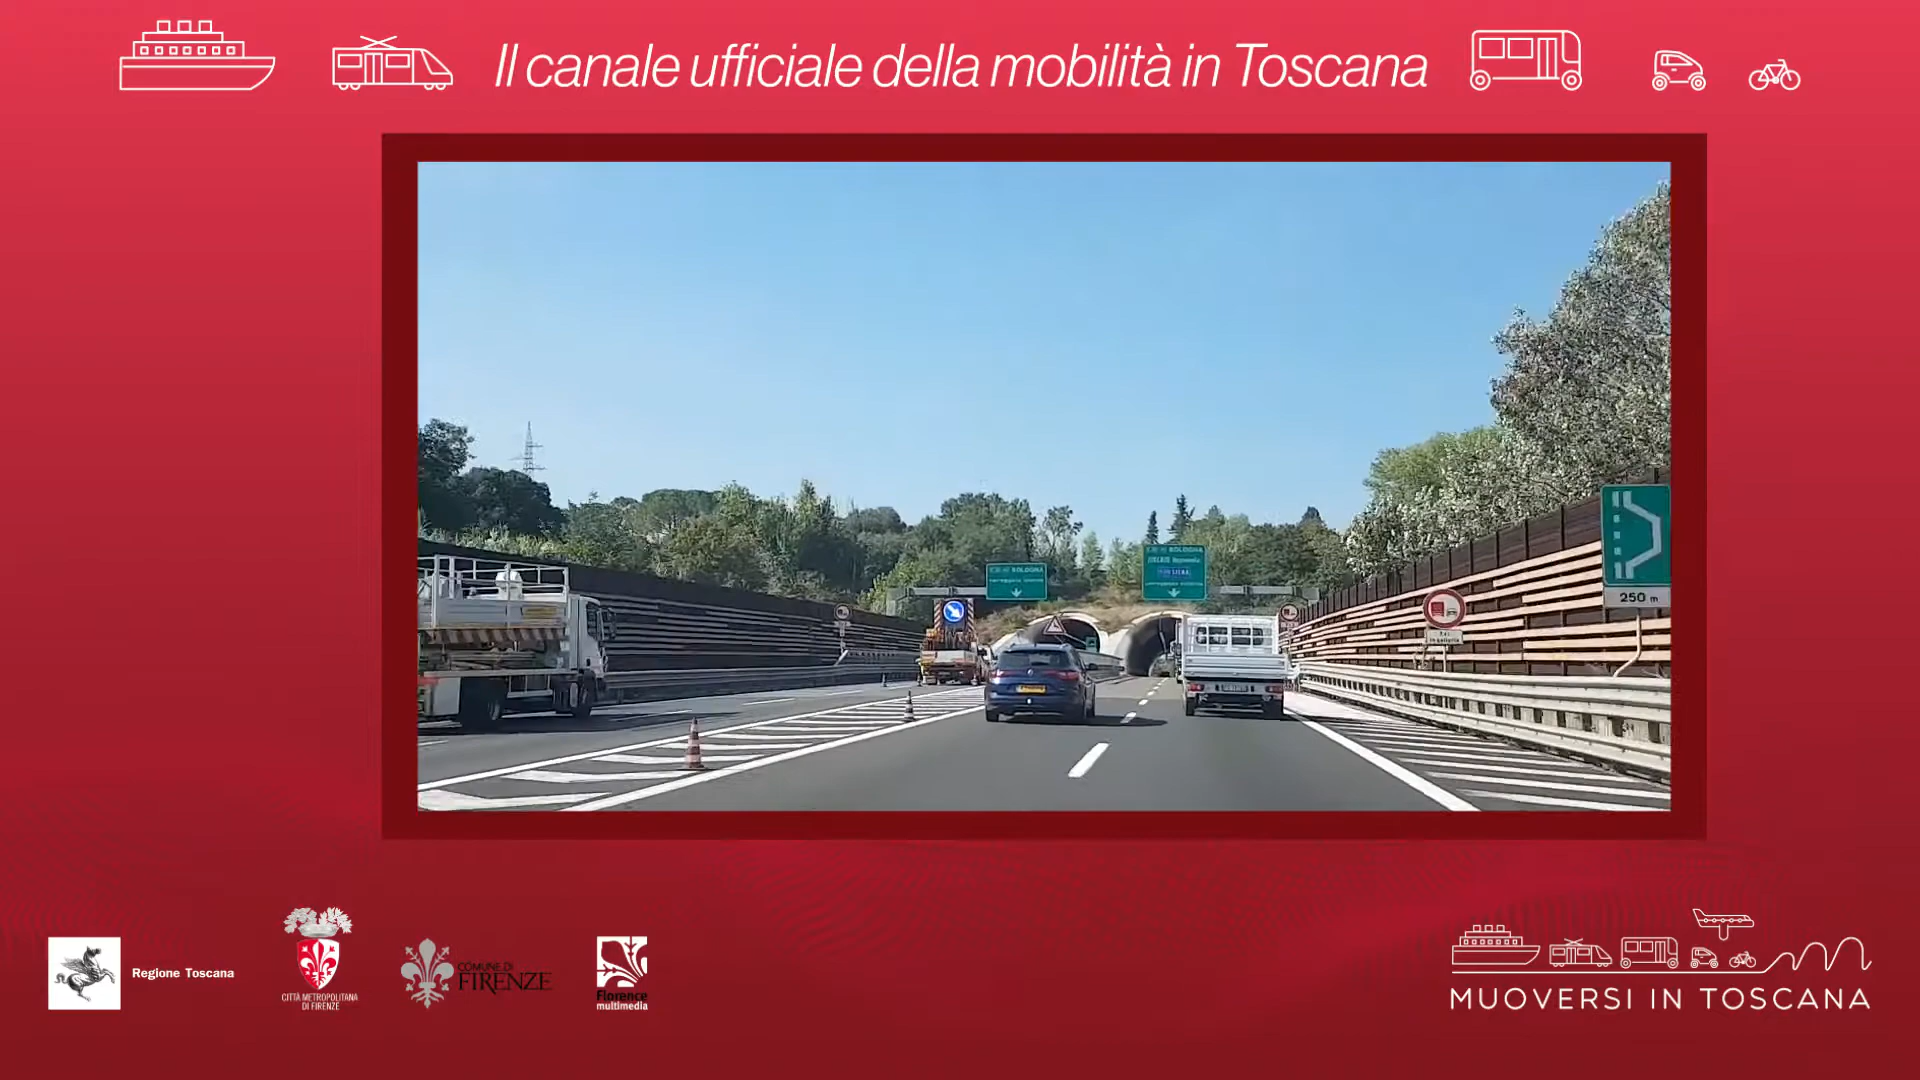 Il canale ufficiale della mobilità in Toscana
BOLOGNA
BOLOGNA
250 m
Regione Toscana
CITTÀ METROPOLITANA
DI FIRENZE
COMUNE DI
FIRENZE
Florence
multimedia
MUOVERSI IN TOSCANA